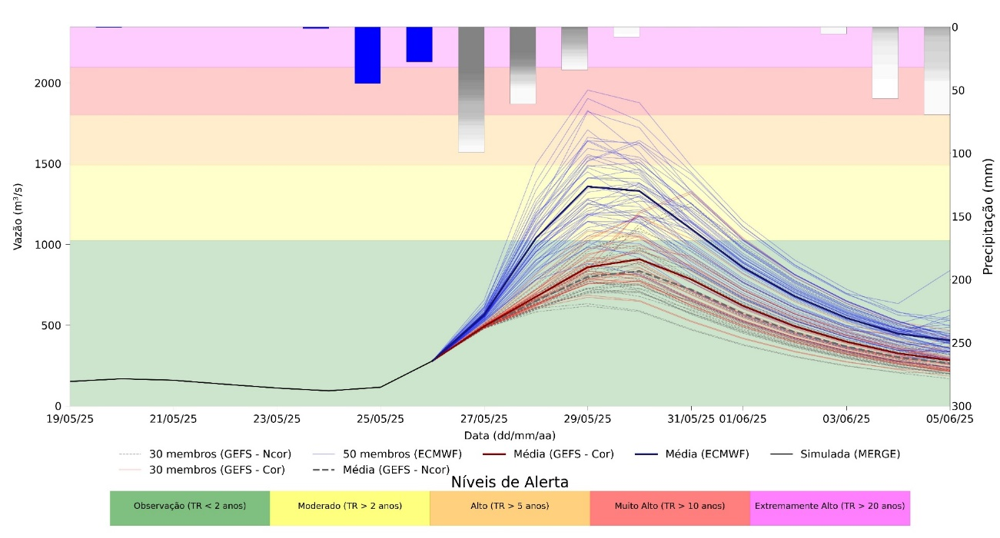 2000
1500
1000
500
0
Vazão (m³/s)
0
50
100
150
200
250
300
Precipitação (mm)
19/05/25 21/05/25 23/05/25 25/05/25 27/05/25 29/05/25 31/05/25 01/06/25 03/06/25 05/06/25
Data (dd/mm/aa)
30 membros (GEFS - Ncor) 50 membros (ECMWF) Média (GEFS - Cor) Média (ECMWF) Simulada (MERGE)
30 membros (GEFS - Cor) Média (GEFS - Ncor)
Níveis de Alerta
Observação (TR < 2 anos) Moderado (TR > 2 anos) Alto (TR > 5 anos) Muito Alto (TR > 10 anos) Extremamente Alto (TR > 20 anos)